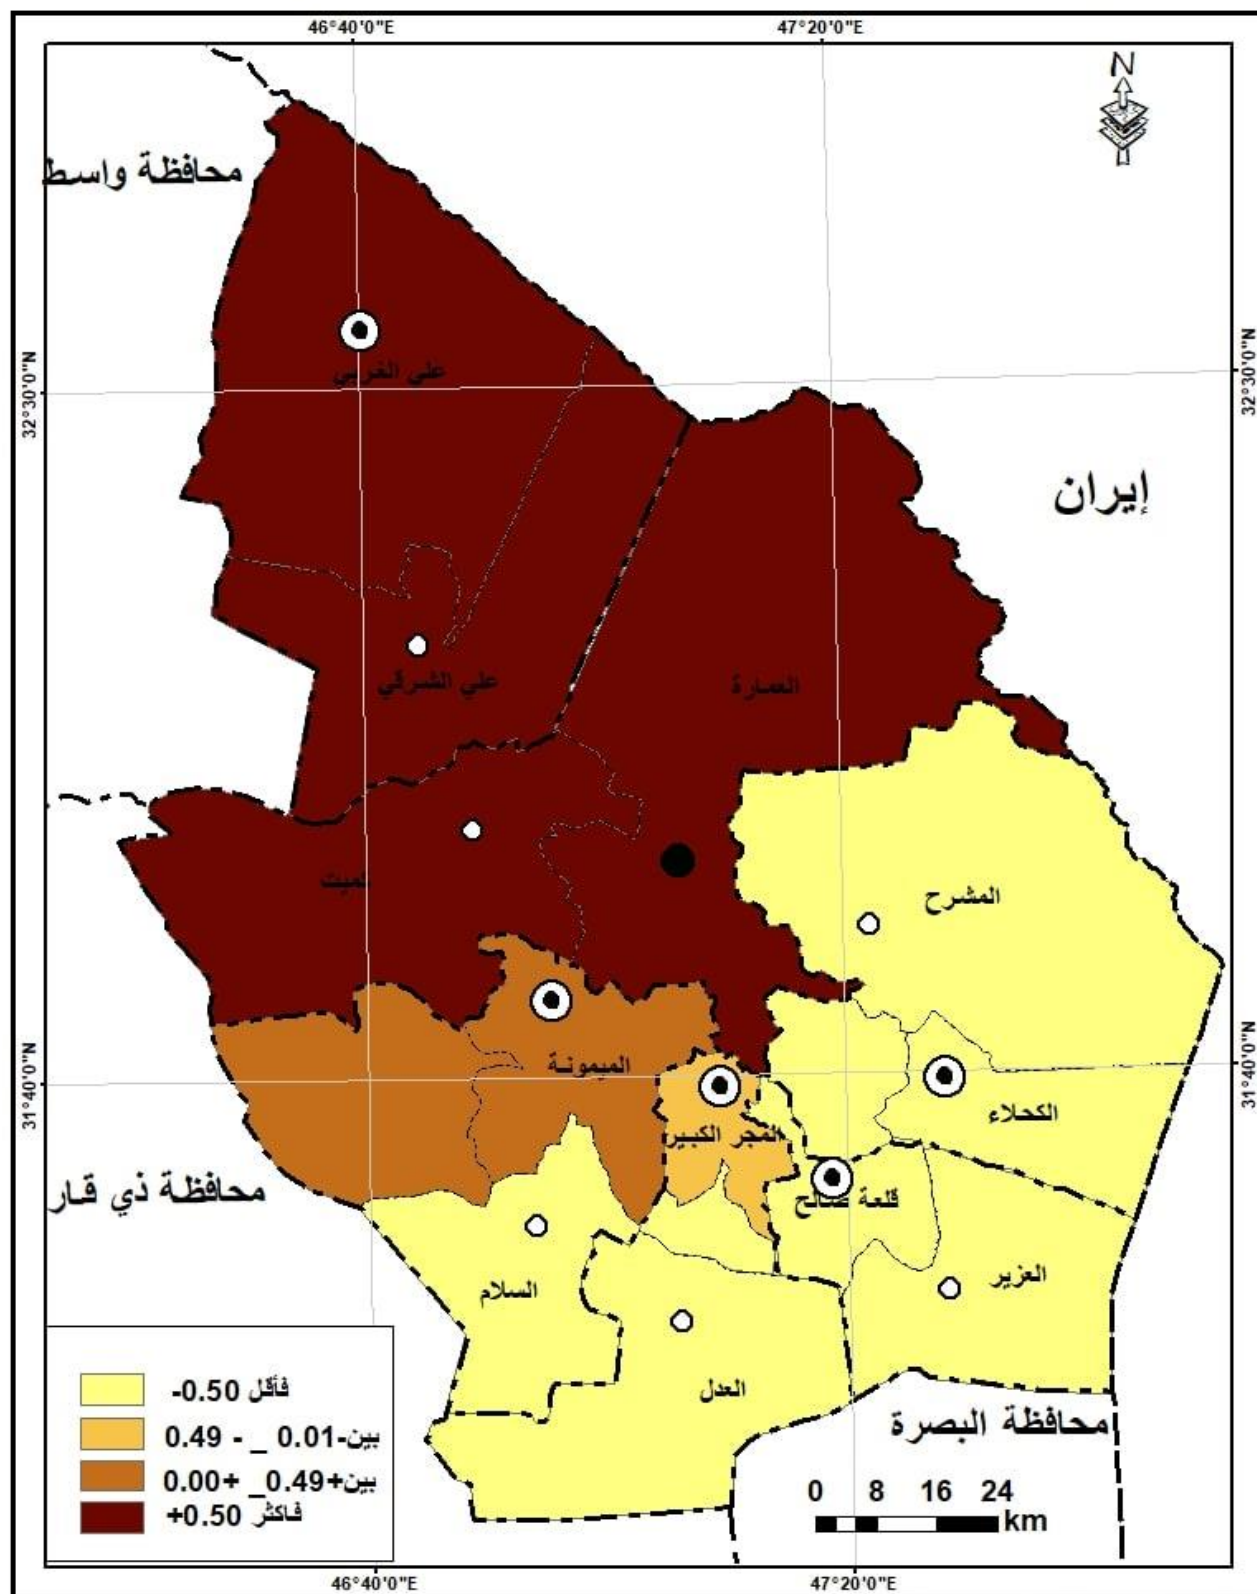 46°40'0"E
47°20'0"E
N
محافظة واسط
علي الغربي
32°30'0"N
32°30'0"N
إيران
علي الشرقي
العمارة
كميت
المشرح
الميمونة
31°40'0"N
31°40'0"N
الكحلاء
المجر الكبير
محافظة ذي قار
قلعة صالح
العزير
السلام
العدل
-0.50 فأقل
بين-0.01 _ - 0.49
بين+0.49_ +0.00
+0.50 فاكثر
محافظة البصرة
0 8 16 24
km
46°40'0"E
47°20'0"E